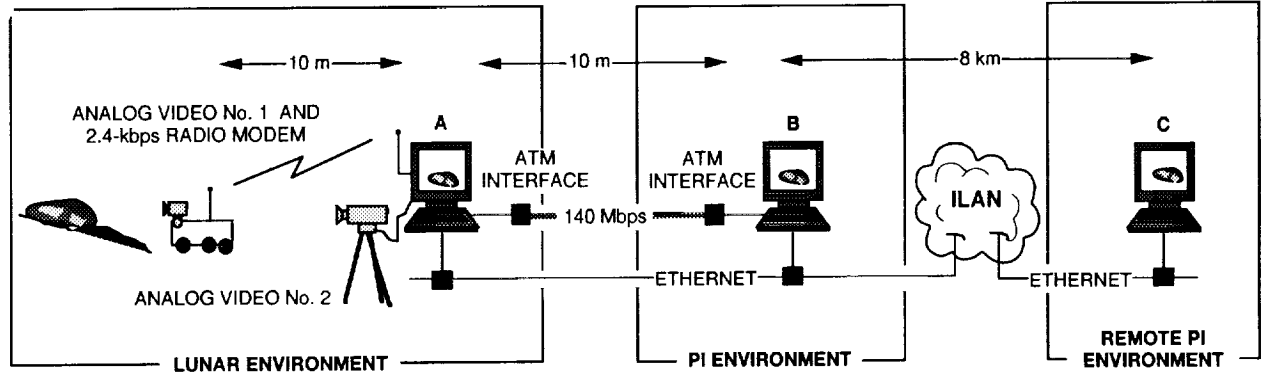 10 m
10 m
8 km
ANALOG VIDEO No. 1 AND
2.4-kbps RADIO MODEM
A
B
C
ATM
INTERFACE
ATM
INTERFACE
ILAN
140 Mbps
ETHERNET
ETHERNET
ANALOG VIDEO No. 2
LUNAR ENVIRONMENT
PI ENVIRONMENT
REMOTE PI
ENVIRONMENT